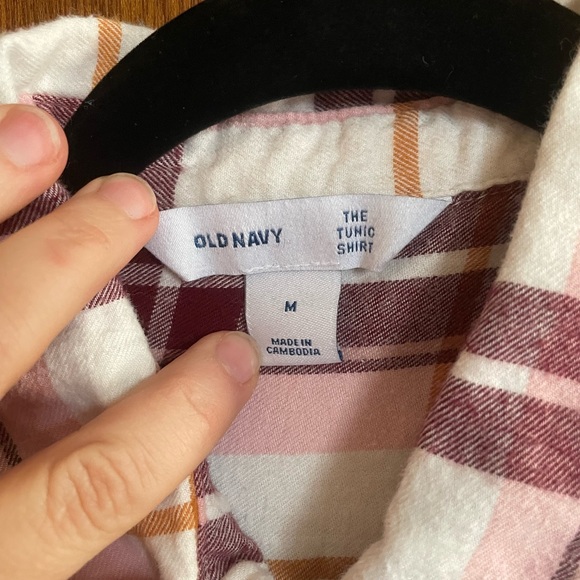 OLD NAVY
THE
TUNIC
SHIRT
M
MADE IN
CAMBODIA